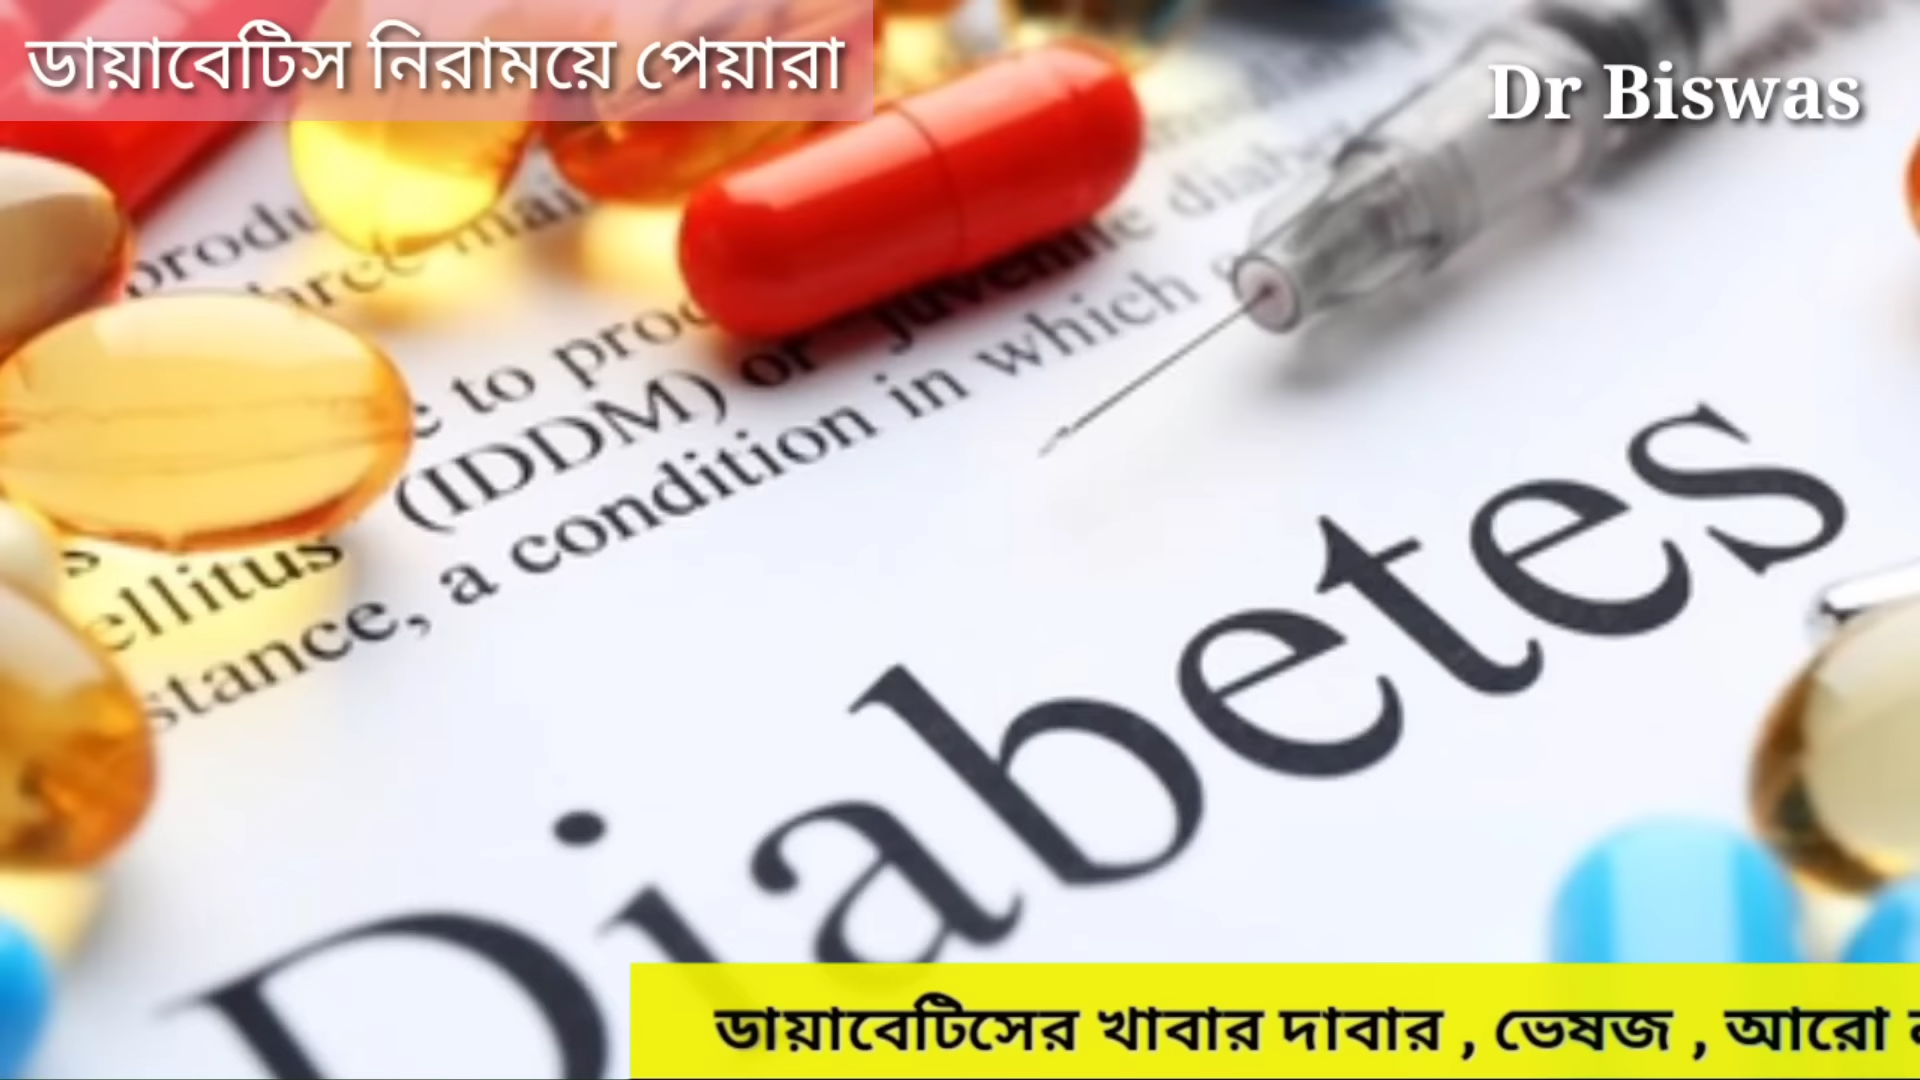 ডায়াবেটিস নিরাময়ে পেয়ারা
Dr Biswas
produ
three mai
e to prod
(IDDM) or juvenile diab
ellitus
stance, a condition in which
Diabetes
ডায়াবেটিসের খাবার দাবার , ভেষজ , আরো